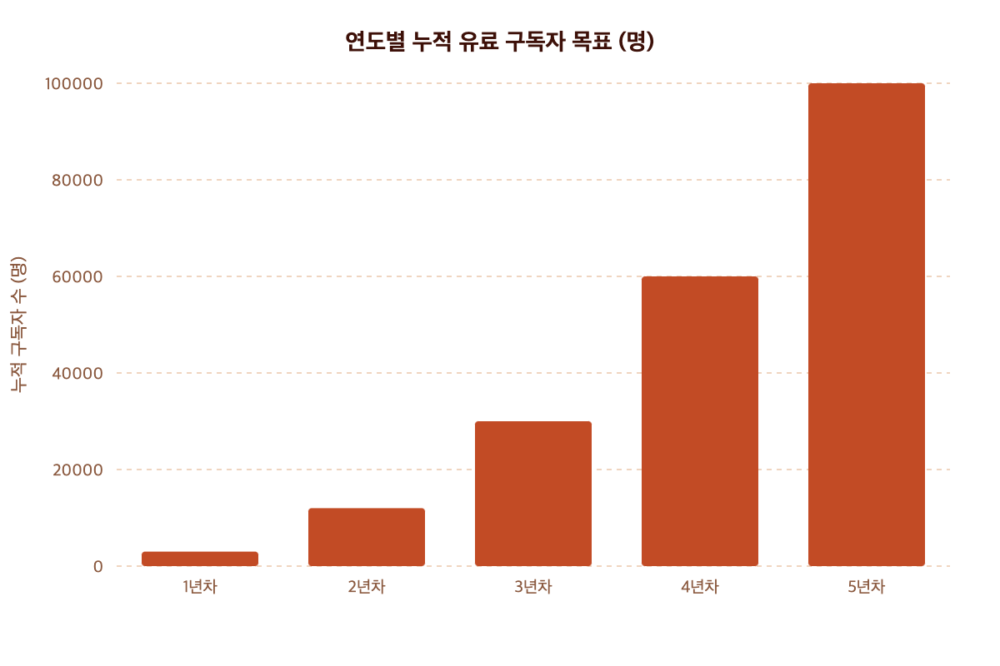 연도별 누적 유료 구독자 목표 (명)
누적 구독자 수 (명)
100000
80000
60000
40000
20000
0
1년차
2년차
3년차
4년차
5년차